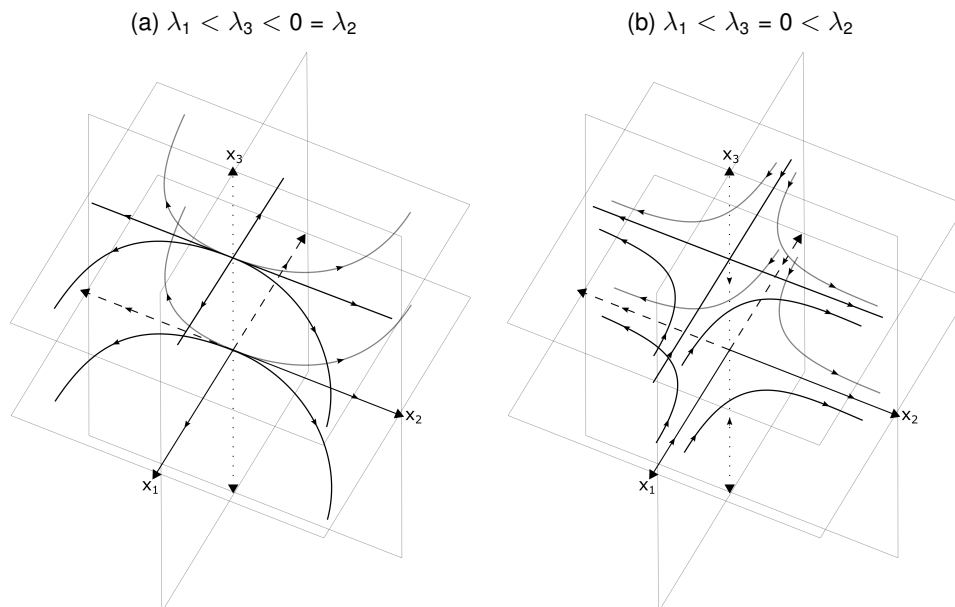 (a) λ₁ < λ₃ < 0 = λ₂
(b) λ₁ < λ₃ = 0 < λ₂
x₃
x₃
x₂
x₂
x₁
x₁